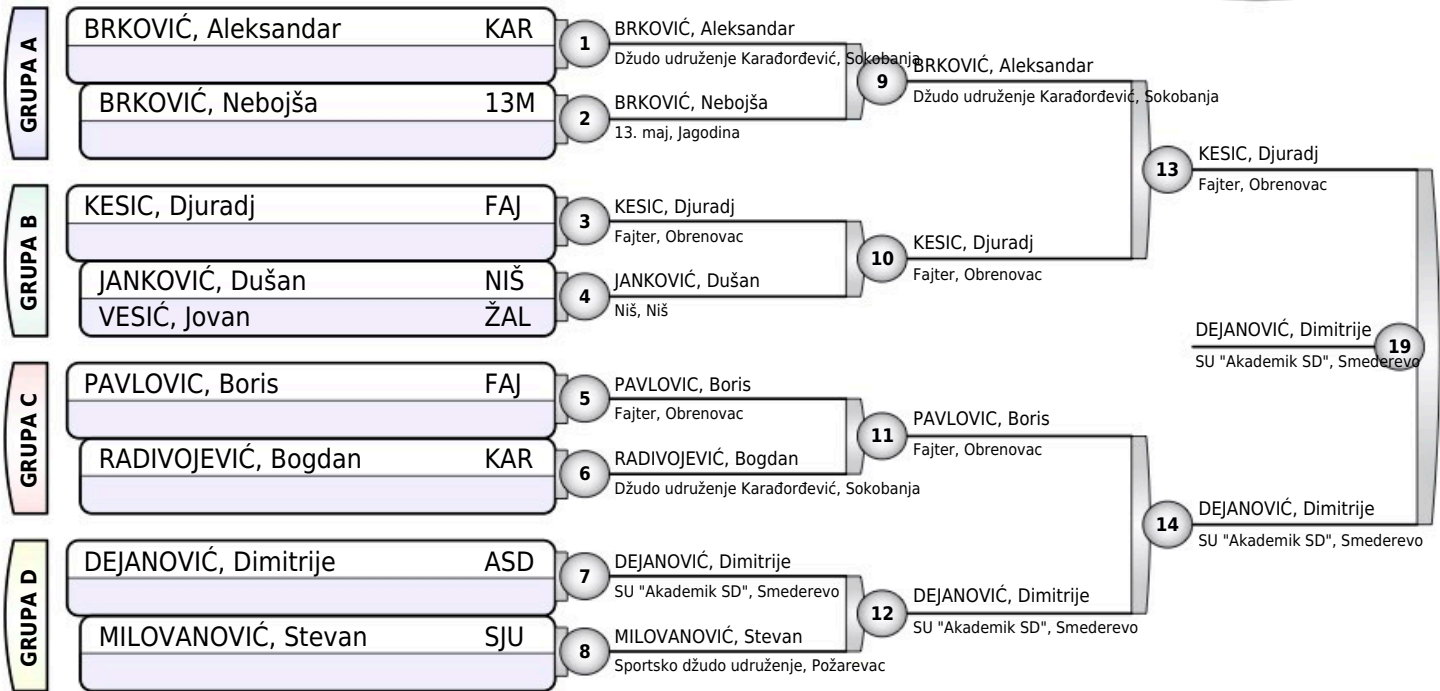 GRUPA A
BRKOVIĆ, Aleksandar KAR
BRKOVIĆ, Nebojša 13M
GRUPA B
KESIC, Djuradj FAJ
JANKOVIĆ, Dušan NIŠ
VESIĆ, Jovan ŽAL
GRUPA C
PAVLOVIC, Boris FAJ
RADIVOJEVIĆ, Bogdan KAR
GRUPA D
DEJANOVIĆ, Dimitrije ASD
MILOVANOVIĆ, Stevan SJU
1
BRKOVIĆ, Aleksandar
Džudo udruženje Karađorđević, Sokobanja
2
BRKOVIĆ, Nebojša
13. maj, Jagodina
3
KESIC, Djuradj
Fajter, Obrenovac
4
JANKOVIĆ, Dušan
Niš, Niš
5
PAVLOVIC, Boris
Fajter, Obrenovac
6
RADIVOJEVIĆ, Bogdan
Džudo udruženje Karađorđević, Sokobanja
7
DEJANOVIĆ, Dimitrije
SU "Akademik SD", Smederevo
8
MILOVANOVIĆ, Stevan
Sportsko džudo udruženje, Požarevac
9
BRKOVIĆ, Aleksandar
Džudo udruženje Karađorđević, Sokobanja
10
KESIC, Djuradj
Fajter, Obrenovac
11
PAVLOVIC, Boris
Fajter, Obrenovac
12
DEJANOVIĆ, Dimitrije
SU "Akademik SD", Smederevo
13
KESIC, Djuradj
Fajter, Obrenovac
14
DEJANOVIĆ, Dimitrije
SU "Akademik SD", Smederevo
DEJANOVIĆ, Dimitrije
SU "Akademik SD", Smederevo
19